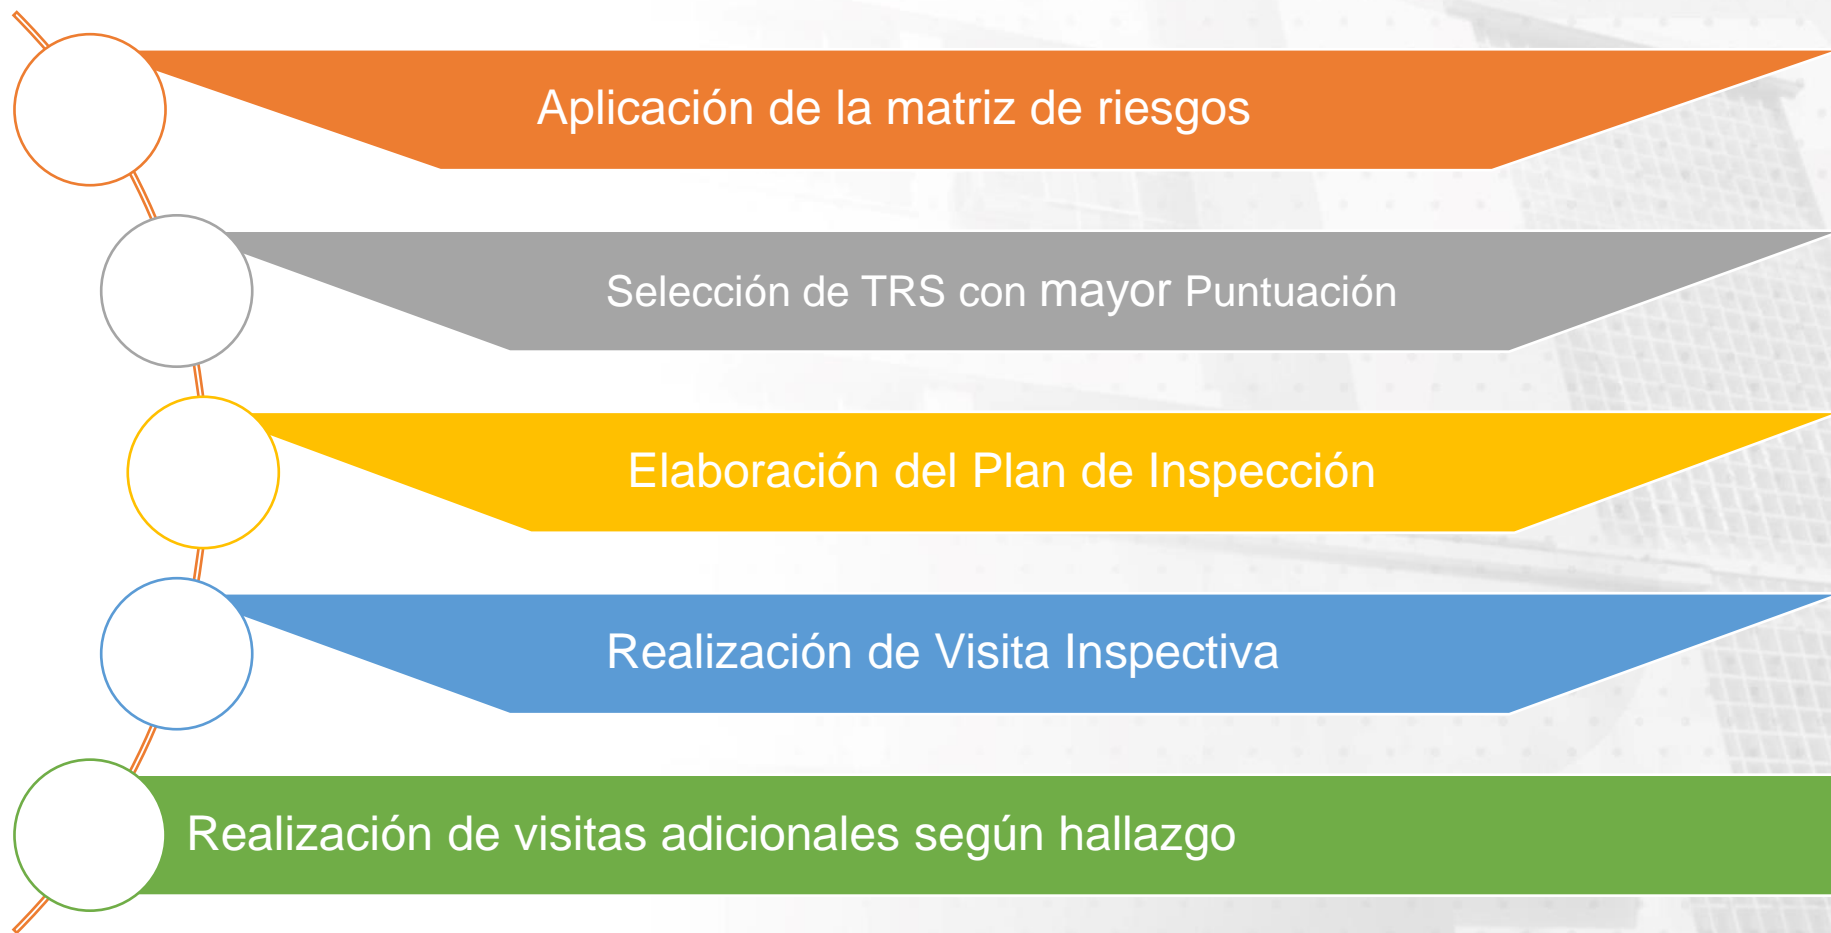 Aplicación de la matriz de riesgos
Selección de TRS con mayor Puntuación
Elaboración del Plan de Inspección
Realización de Visita Inspectiva
Realización de visitas adicionales según hallazgo